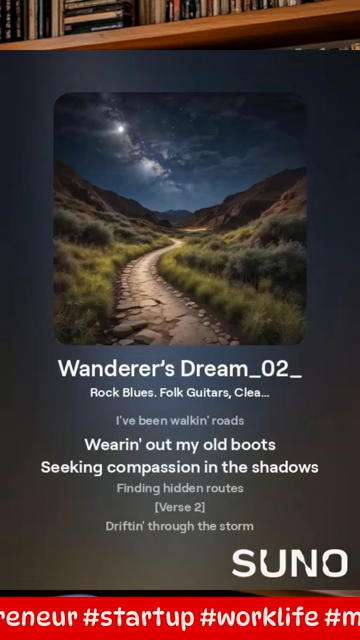 Wanderer's Dream_02_
Rock Blues. Folk Guitars, Clea...
I've been walkin' roads
Wearin' out my old boots
Seeking compassion in the shadows
Finding hidden routes
[Verse 2]
Driftin' through the storm
SUNO
reneur #startup #worklife #m